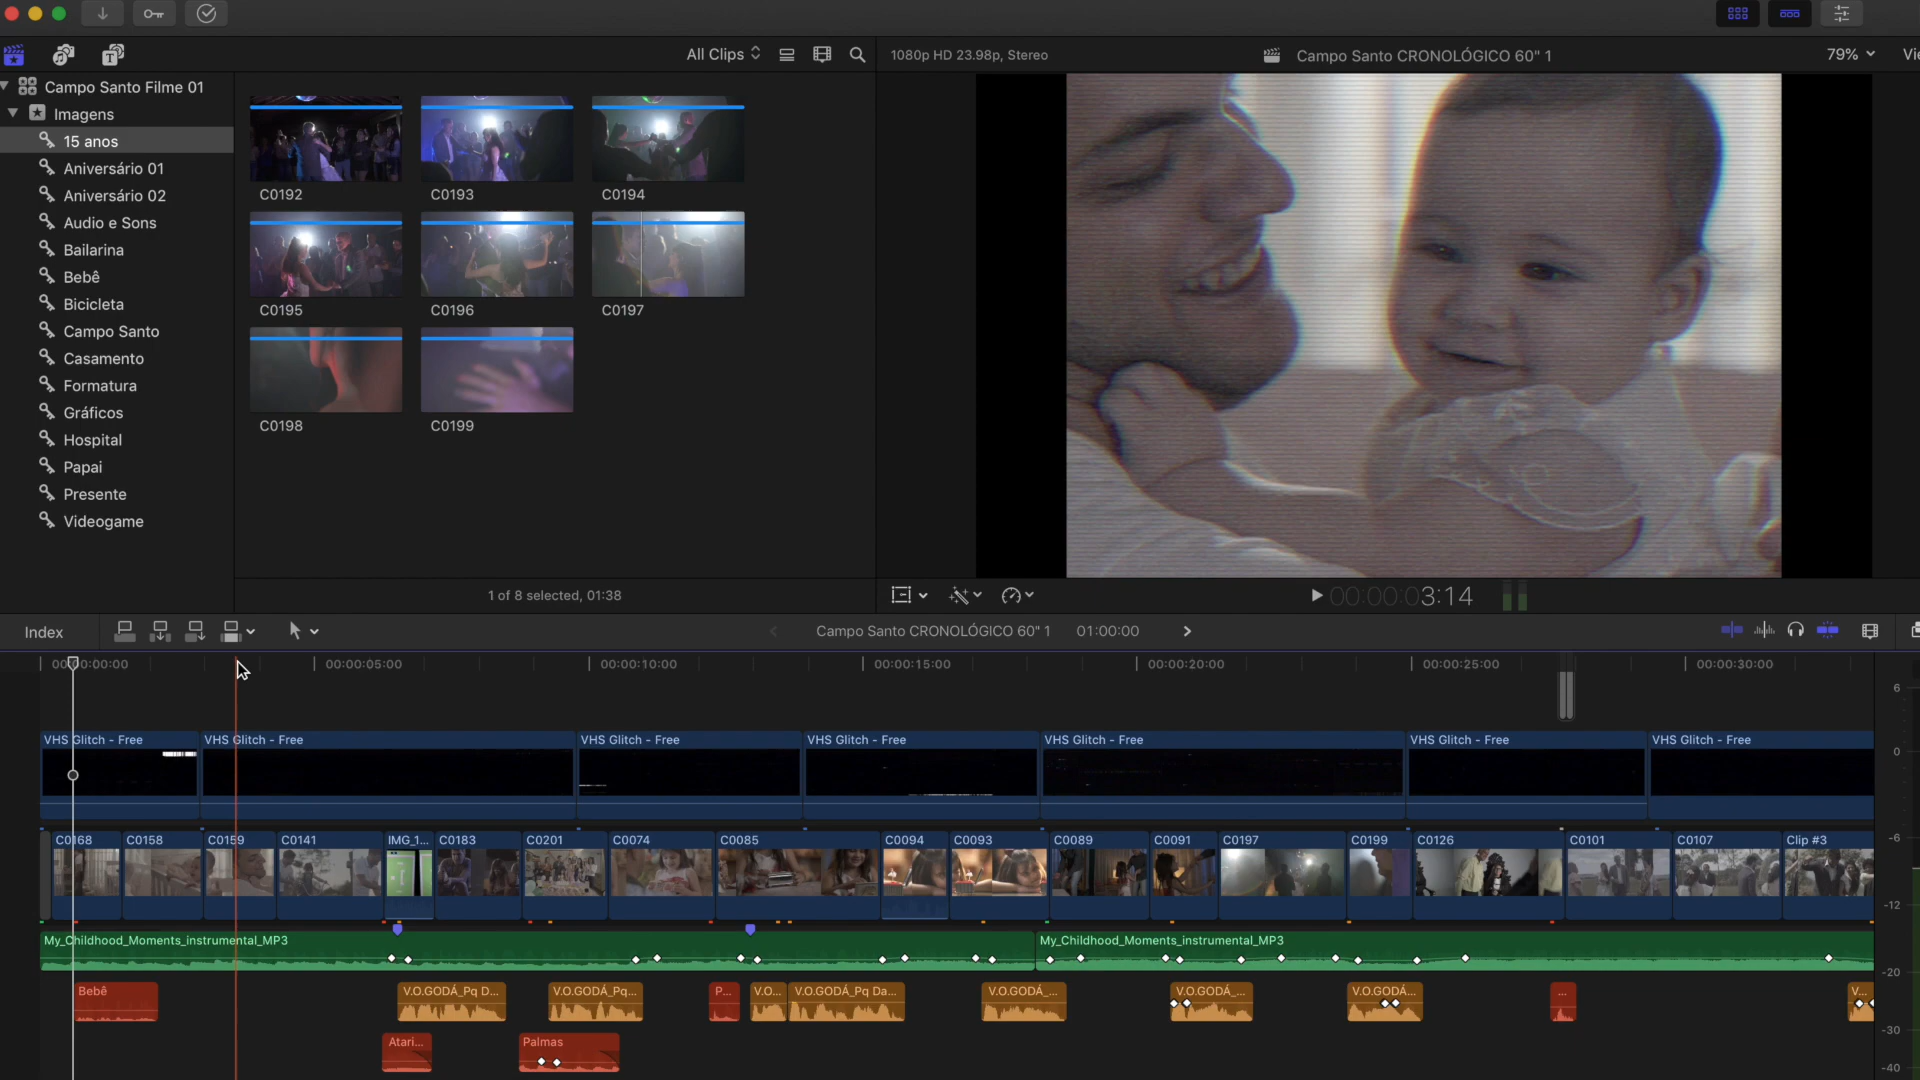 All Clips
1080p HD 23.98p, Stereo
Campo Santo CRONOLÓGICO 60" 1
79%
Campo Santo Filme 01
Imagens
15 anos
Aniversário 01
Aniversário 02
Audio e Sons
Bailarina
Bebê
Bicicleta
Campo Santo
Casamento
Formatura
Gráficos
Hospital
Papai
Presente
Videogame
C0192
C0193
C0194
C0195
C0196
C0197
C0198
C0199
1 of 8 selected, 01:38
00:00:03:14
Index
Campo Santo CRONOLÓGICO 60" 1
01:00:00
00:00:00:00
00:00:05:00
00:00:10:00
00:00:15:00
00:00:20:00
00:00:25:00
00:00:30:00
6
0
-6
-12
-20
-30
-40
VHS Glitch - Free
VHS Glitch - Free
VHS Glitch - Free
VHS Glitch - Free
VHS Glitch - Free
VHS Glitch - Free
VHS Glitch - Free
C0168
C0158
C0159
C0141
IMG_1...
C0183
C0201
C0074
C0085
C0094
C0093
C0089
C0091
C0197
C0199
C0126
C0101
C0107
Clip #3
My_Childhood_Moments_instrumental_MP3
My_Childhood_Moments_instrumental_MP3
Bebê
V.O.GODÁ_Pq D...
V.O.GODÁ_Pq...
P...
V.O...
V.O.GODÁ_Pq Da...
V.O.GODÁ_...
V.O.GODÁ_...
V.O.GODÁ...
...
V...
Atari...
Palmas